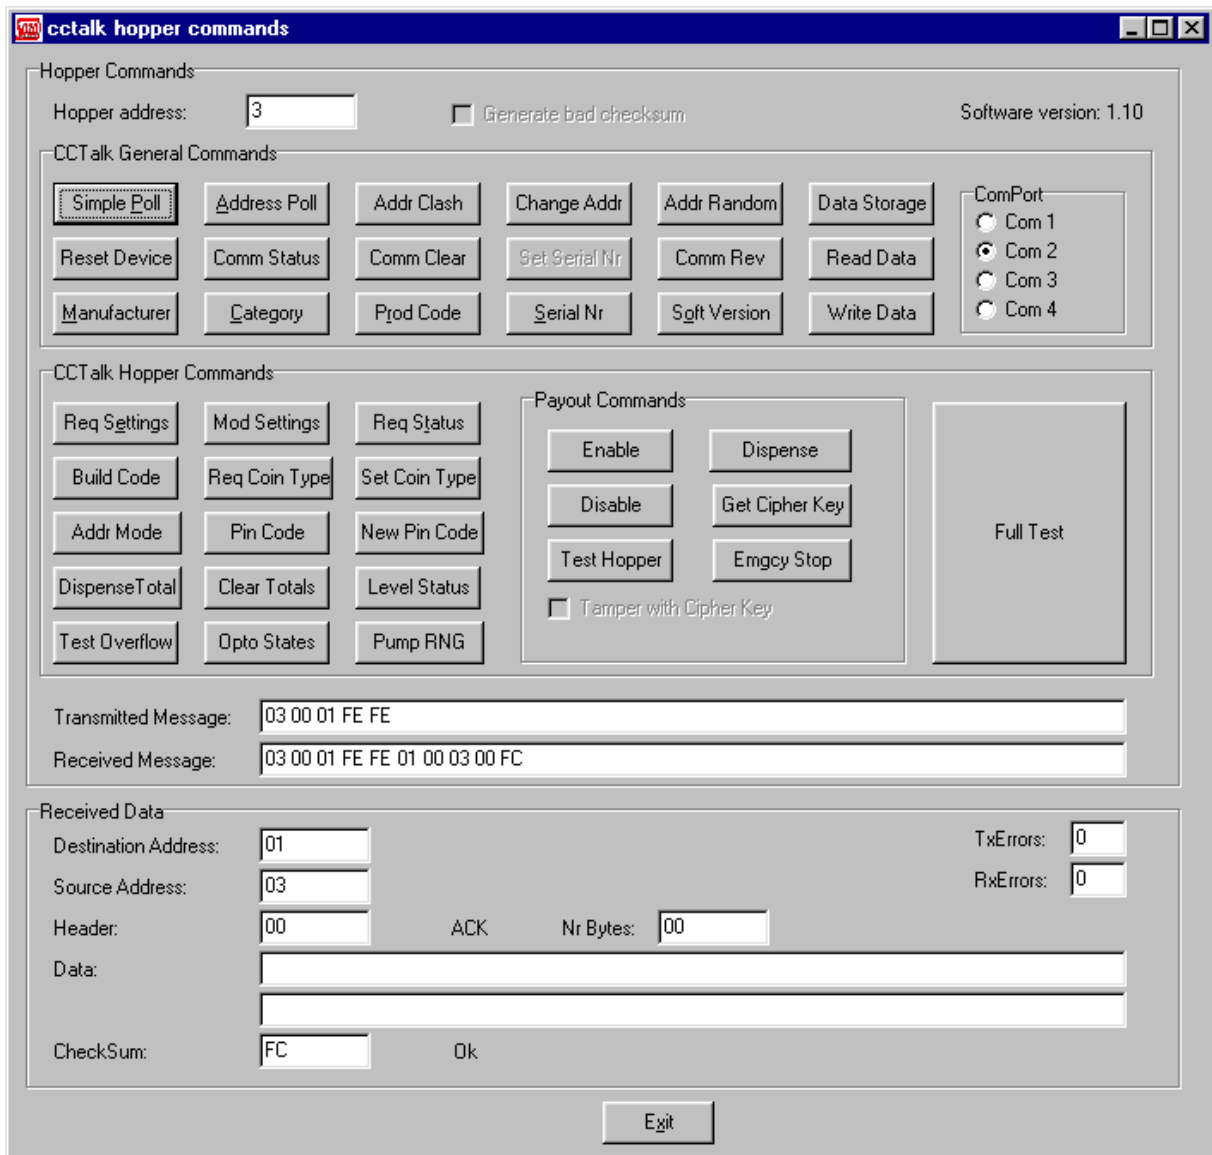 cctalk hopper commands
Hopper Commands
Hopper address: 3 Generate bad checksum Software version: 1.10
CCTalk General Commands
Simple Poll Address Poll Addr Clash Change Addr Addr Random Data Storage
ComPort
Com 1
Reset Device Comm Status Comm Clear Set Serial Nr Comm Rev Read Data
Com 2
Com 3
Manufacturer Category Prod Code Serial Nr Soft Version Write Data
Com 4
CCTalk Hopper Commands
Req Settings Mod Settings Req Status
Build Code Req Coin Type Set Coin Type
Addr Mode Pin Code New Pin Code
DispenseTotal Clear Totals Level Status
Test Overflow Opto States Pump RNG
Payout Commands
Enable Dispense
Disable Get Cipher Key
Test Hopper Emgcy Stop
Tamper with Cipher Key
Full Test
Transmitted Message: 03 00 01 FE FE
Received Message: 03 00 01 FE FE 01 00 03 00 FC
Received Data
Destination Address: 01 TxErrors: 0
Source Address: 03 RxErrors: 0
Header: 00 ACK Nr Bytes: 00
Data:
CheckSum: FC Ok
Exit